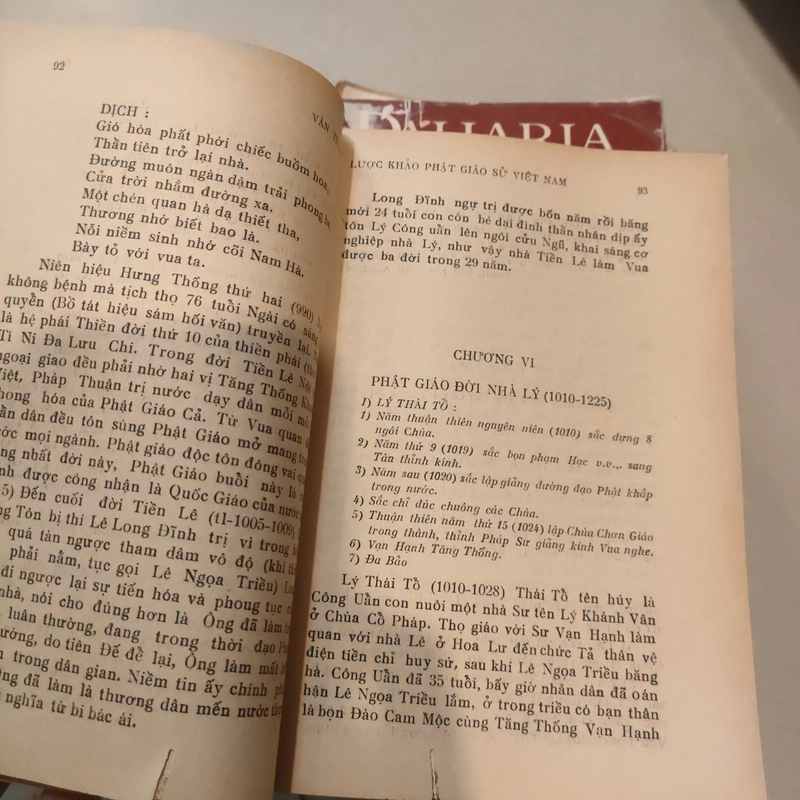 92
VĂN
DỊCH :
Gió hòa phất phới chiếc buồm hoa,
Thần tiên trở lại nhà.
Đường muôn ngàn dậm trải phong ba
Cửa trời nhắm đường xa.
Một chén quan hà dạ thiết tha,
Thương nhớ biết bao là.
Nỗi niềm sinh nhớ cõi Nam Hà.
Bày tỏ với vua ta.
Niên hiệu Hưng Thống thứ hai (990)
không bệnh mà tịch thọ 76 tuổi Ngài có sáng
quyển (Bồ tát hiệu sám hối văn) truyền lại.
là hệ phái Thiền đời thứ 10 của thiền phái
Ti Ni Đa Lưu Chi. Trong đời Tiền Lê Nội
ngoại giao đều phải nhờ hai vị Tăng Thống
Việt, Pháp Thuận trị nước dạy dân mỗi
phong hóa của Phật Giáo Cả. Từ Vua quan
dân đều tôn sùng Phật Giáo mở mang
mọi ngành. Phật giáo độc tôn đóng vai
nhất đời này, Phật Giáo buổi này là
được công nhận là Quốc Giáo của nước
5) Đến cuối đời Tiền Lê (tl-1005-1009)
Tôn bị thí Lê Long Đĩnh trị vì trong
quá tàn ngược tham dâm vô độ (khi
phải nằm, tục gọi Lê Ngọa Triều)
đi ngược lại sự tiến hóa và phong tục
nhà, nói cho đúng hơn là Ông đã làm
luân thường, đang trong thời đạo
do tiên Đế để lại, Ông làm mất
trong dân gian. Niềm tin ấy chính
đã làm là thương dân mến nước
nghĩa từ bi bác ái.
HARIA
LƯỢC KHẢO PHẬT GIÁO SỬ VIỆT NAM
93
Long Đĩnh ngự trị được bốn năm rồi băng
mới 24 tuổi con còn bé dại đình thần nhân dịp ấy
tôn Lý Công uẩn lên ngôi cửu Ngũ, khai sáng cơ
nghiệp nhà Lý, như vậy nhà Tiền Lê làm Vua
được ba đời trong 29 năm.
CHƯƠNG VI
PHẬT GIÁO ĐỜI NHÀ LÝ (1010-1225)
I) LÝ THÁI TỔ :
1) Năm thuận thiên nguyên niên (1010) sắc dựng 8
ngôi Chùa.
2) Năm thứ 9 (1019) sắc bọn phạm Hạc v.v... sang
Tàn thỉnh kinh.
3) Năm sau (1020) sắc lập giảng đường đạo Phật khắp
trong nước.
4) Sắc chỉ đúc chuông các Chùa.
5) Thuận thiên năm thứ 15 (1024) lập Chùa Chơn Giáo
trong thành, thỉnh Pháp Sư giảng kinh Vua nghe.
6) Vạn Hạnh Tăng Thống.
7) Đa Bảo
Lý Thái Tổ (1010-1028) Thái Tổ tên húy là
Công Uẩn con nuôi một nhà Sư tên Lý Khánh Vân
ở Chùa Cổ Pháp. Thọ giáo với Sư Vạn Hạnh làm
quan với nhà Lê ở Hoa Lư đến chức Tả thân vệ
điện tiền chỉ huy sứ, sau khi Lê Ngọa Triều băng
hà. Công Uẩn đã 35 tuổi, bấy giờ nhân dân đã oán
hận Lê Ngọa Triều lắm, ở trong triều có bạn thân
là bọn Đào Cam Mộc cùng Tăng Thống Vạn Hạnh